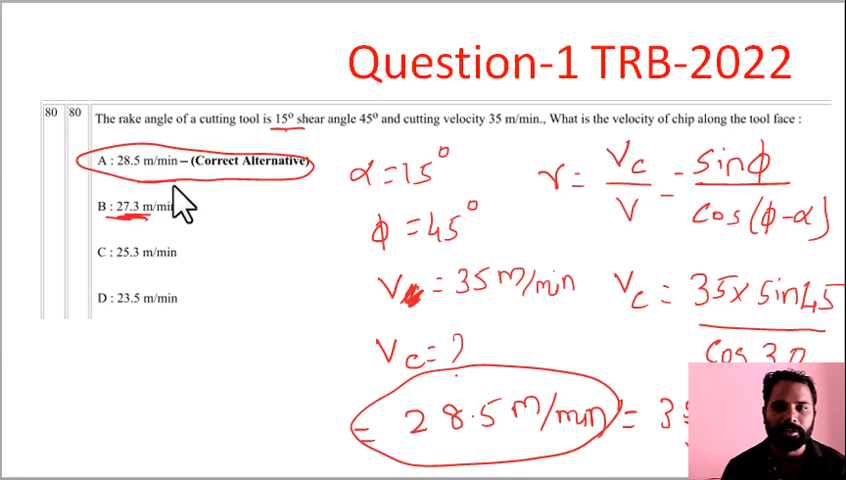 Question-1 TRB-2022
80 80 The rake angle of a cutting tool is 15⁰ shear angle 45⁰ and cutting velocity 35 m/min., What is the velocity of chip along the tool face :
A : 28.5 m/min – (Correct Alternative)
B : 27.3 m/min
C : 25.3 m/min
D : 23.5 m/min
α = 15°
φ = 45°
V = 35 m/min
Vc = ?
r = Vc / V = sinφ / cos(φ-α)
Vc = 35 x sin45 / cos 30
= 28.5 m/min